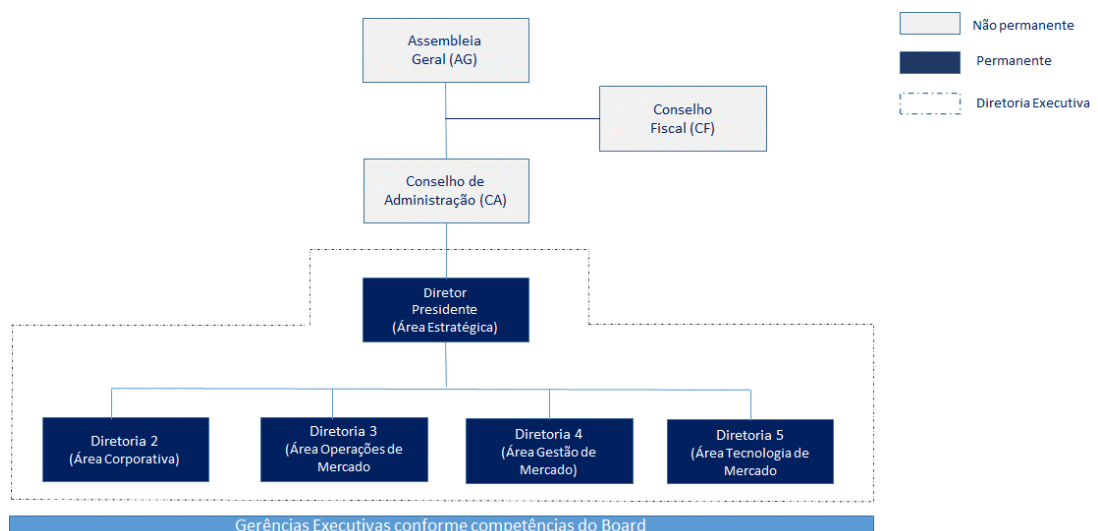 Assembleia
Geral (AG)
Não permanente
Permanente
Diretoria Executiva
Conselho
Fiscal (CF)
Conselho de
Administração (CA)
Diretor
Presidente
(Área Estratégica)
Diretoria 2
(Área Corporativa)
Diretoria 3
(Área Operações de
Mercado
Diretoria 4
(Área Gestão de
Mercado)
Diretoria 5
(Área Tecnologia de
Mercado
Gerências Executivas conforme competências do Board